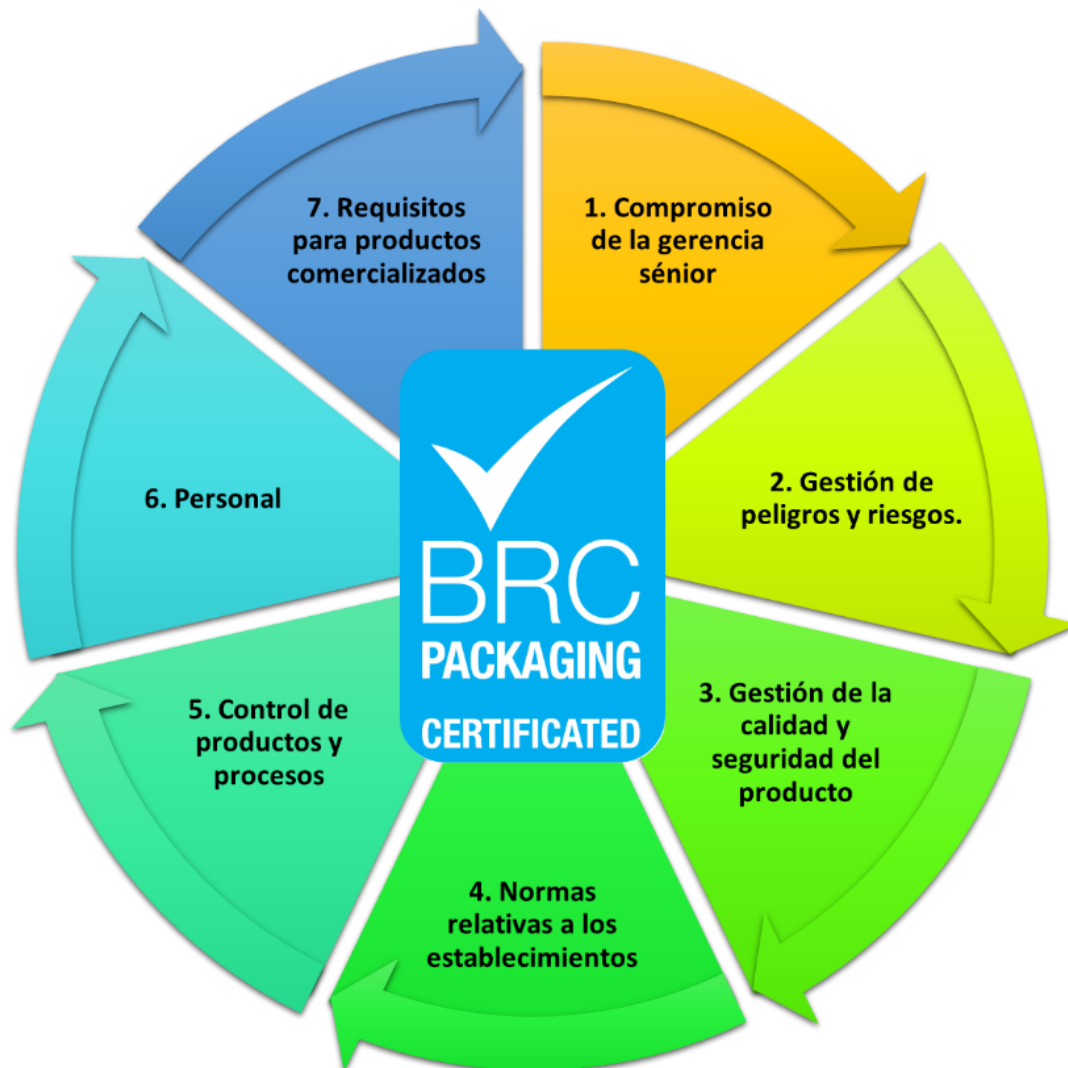 1. Compromiso
de la gerencia
sénior
2. Gestión de
peligros y riesgos.
3. Gestión de la
calidad y
seguridad del
producto
4. Normas
relativas a los
establecimientos
5. Control de
productos y
procesos
6. Personal
7. Requisitos
para productos
comercializados
BRC
PACKAGING
CERTIFICATED